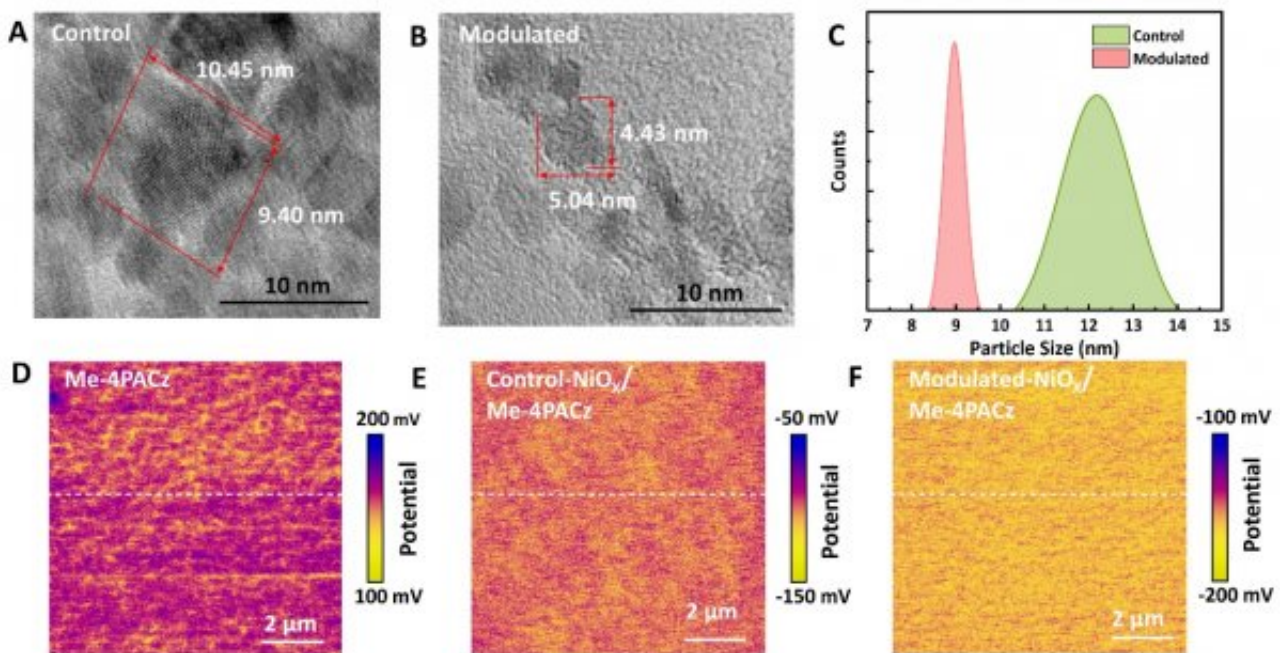 A
Control
10.45 nm
9.40 nm
10 nm
B
Modulated
4.43 nm
5.04 nm
10 nm
C
Control
Modulated
Counts
7 8 9 10 11 12 13 14 15
Particle Size (nm)
D
Me-4PACz
200 mV
Potential
100 mV
2 μm
E
Control-NiOₓ/
Me-4PACz
-50 mV
Potential
-150 mV
2 μm
F
Modulated-NiOₓ/
Me-4PACz
-100 mV
Potential
-200 mV
2 μm